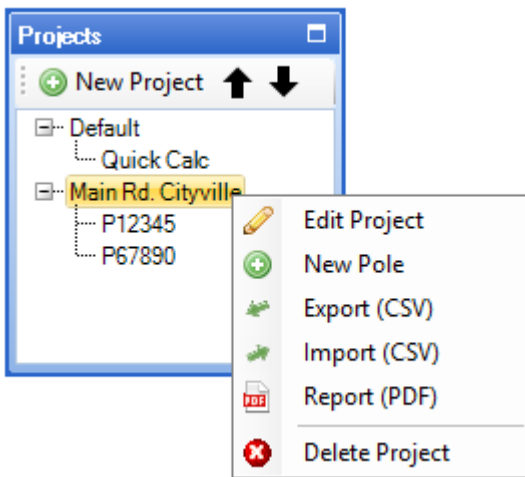 Projects
New Project
Default
Quick Calc
Main Rd. Cityville
P12345
P67890
Edit Project
New Pole
Export (CSV)
Import (CSV)
PDF
Report (PDF)
Delete Project